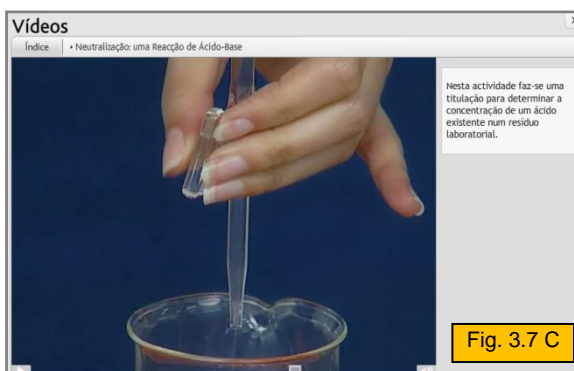 Vídeos
Índice
Neutralização: uma Reacção de Ácido-Base
Nesta actividade faz-se uma
titulação para determinar a
concentração de um ácido
existente num resíduo
laboratorial.
Fig. 3.7 C